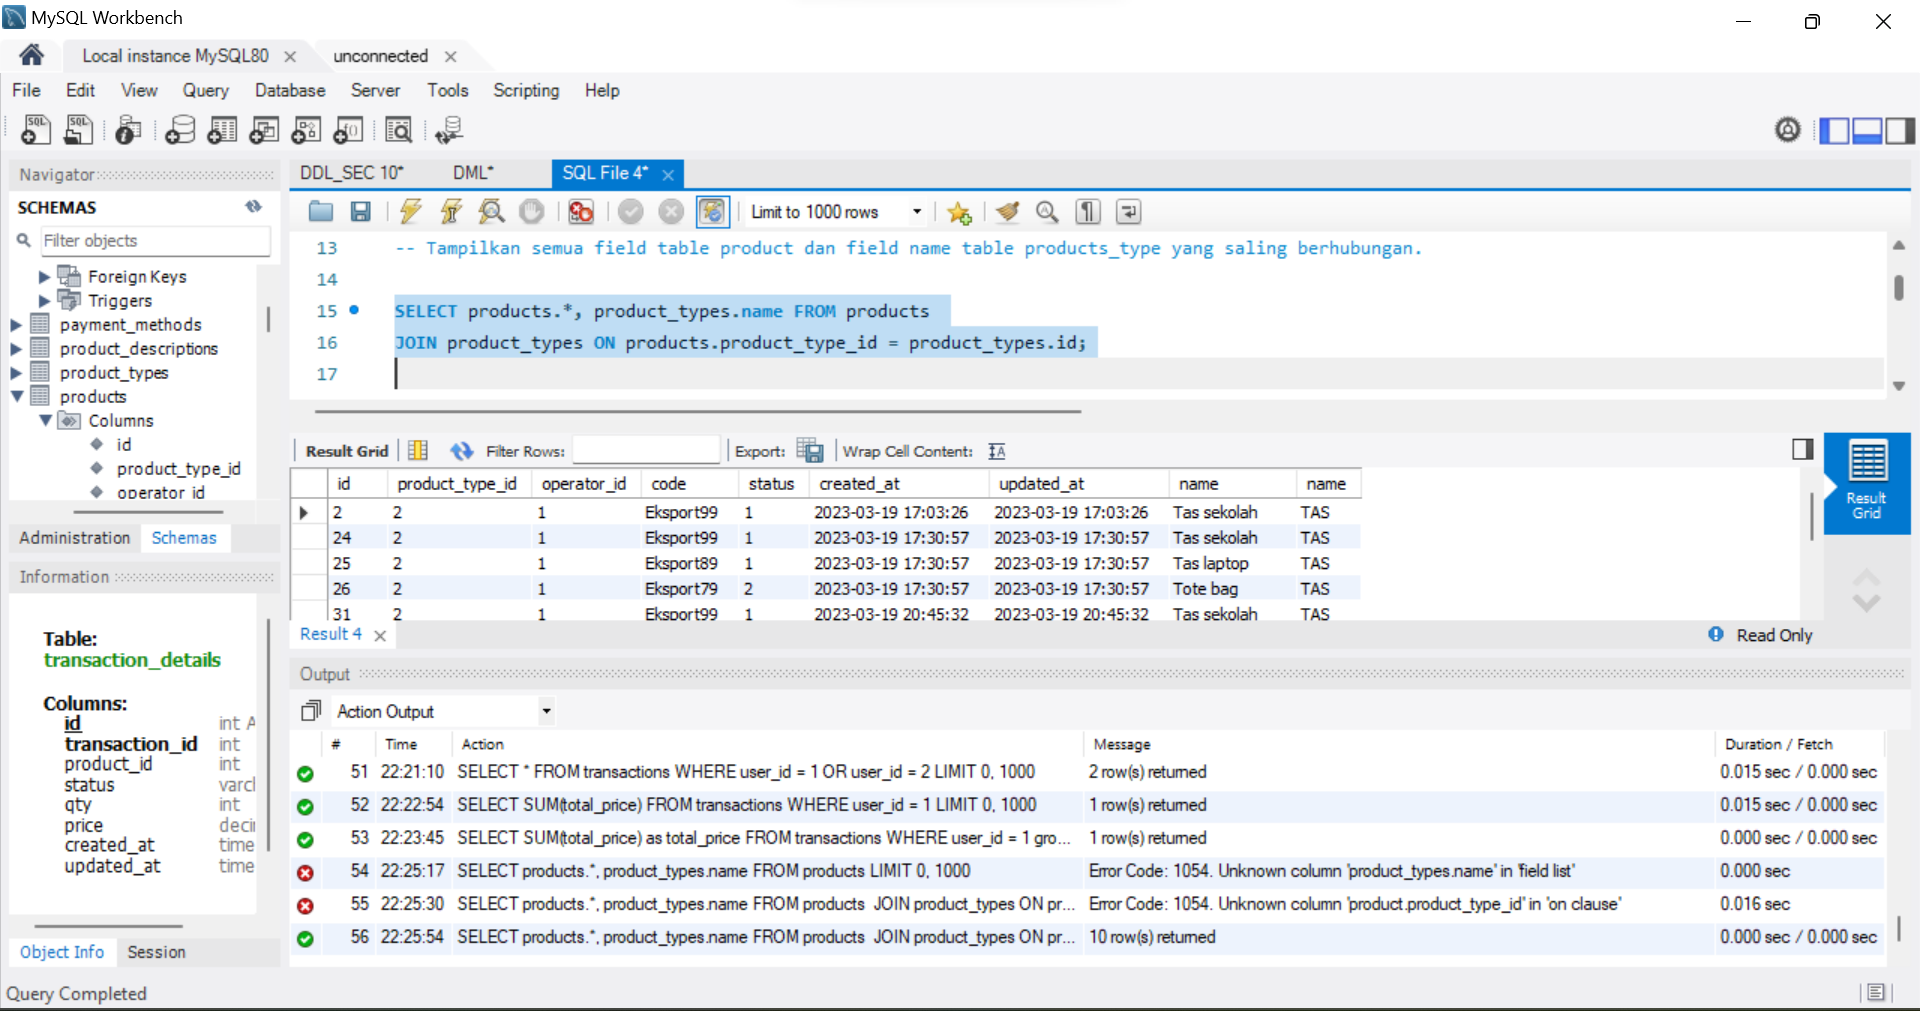 MySQL Workbench
Local instance MySQL80
unconnected
File Edit View Query Database Server Tools Scripting Help
Navigator
SCHEMAS
Filter objects
Foreign Keys
Triggers
payment_methods
product_descriptions
product_types
products
Columns
id
product_type_id
operator_id
Administration Schemas
Information
Table:
transaction_details
Columns:
id int A
transaction_id int
product_id int
status varcl
qty int
price deci
created_at time
updated_at time
Object Info Session
DDL_SEC 10* DML* SQL File 4*
Limit to 1000 rows
13 -- Tampilkan semua field table product dan field name table products_type yang saling berhubungan.
14
15 SELECT products.*, product_types.name FROM products
16 JOIN product_types ON products.product_type_id = product_types.id;
17
Result Grid Filter Rows: Export: Wrap Cell Content:
id product_type_id operator_id code status created_at updated_at name name
2 2 1 Eksport99 1 2023-03-19 17:03:26 2023-03-19 17:03:26 Tas sekolah TAS
24 2 1 Eksport99 1 2023-03-19 17:30:57 2023-03-19 17:30:57 Tas sekolah TAS
25 2 1 Eksport89 1 2023-03-19 17:30:57 2023-03-19 17:30:57 Tas laptop TAS
26 2 1 Eksport79 2 2023-03-19 17:30:57 2023-03-19 17:30:57 Tote bag TAS
31 2 1 Eksport99 1 2023-03-19 20:45:32 2023-03-19 20:45:32 Tas sekolah TAS
Result
Grid
Result 4
Read Only
Output
Action Output
# Time Action Message Duration / Fetch
51 22:21:10 SELECT * FROM transactions WHERE user_id = 1 OR user_id = 2 LIMIT 0, 1000 2 row(s) returned 0.015 sec / 0.000 sec
52 22:22:54 SELECT SUM(total_price) FROM transactions WHERE user_id = 1 LIMIT 0, 1000 1 row(s) returned 0.015 sec / 0.000 sec
53 22:23:45 SELECT SUM(total_price) as total_price FROM transactions WHERE user_id = 1 gro... 1 row(s) returned 0.000 sec / 0.000 sec
54 22:25:17 SELECT products.*, product_types.name FROM products LIMIT 0, 1000 Error Code: 1054. Unknown column 'product_types.name' in 'field list' 0.000 sec
55 22:25:30 SELECT products.*, product_types.name FROM products JOIN product_types ON pr... Error Code: 1054. Unknown column 'product.product_type_id' in 'on clause' 0.016 sec
56 22:25:54 SELECT products.*, product_types.name FROM products JOIN product_types ON pr... 10 row(s) returned 0.000 sec / 0.000 sec
Query Completed